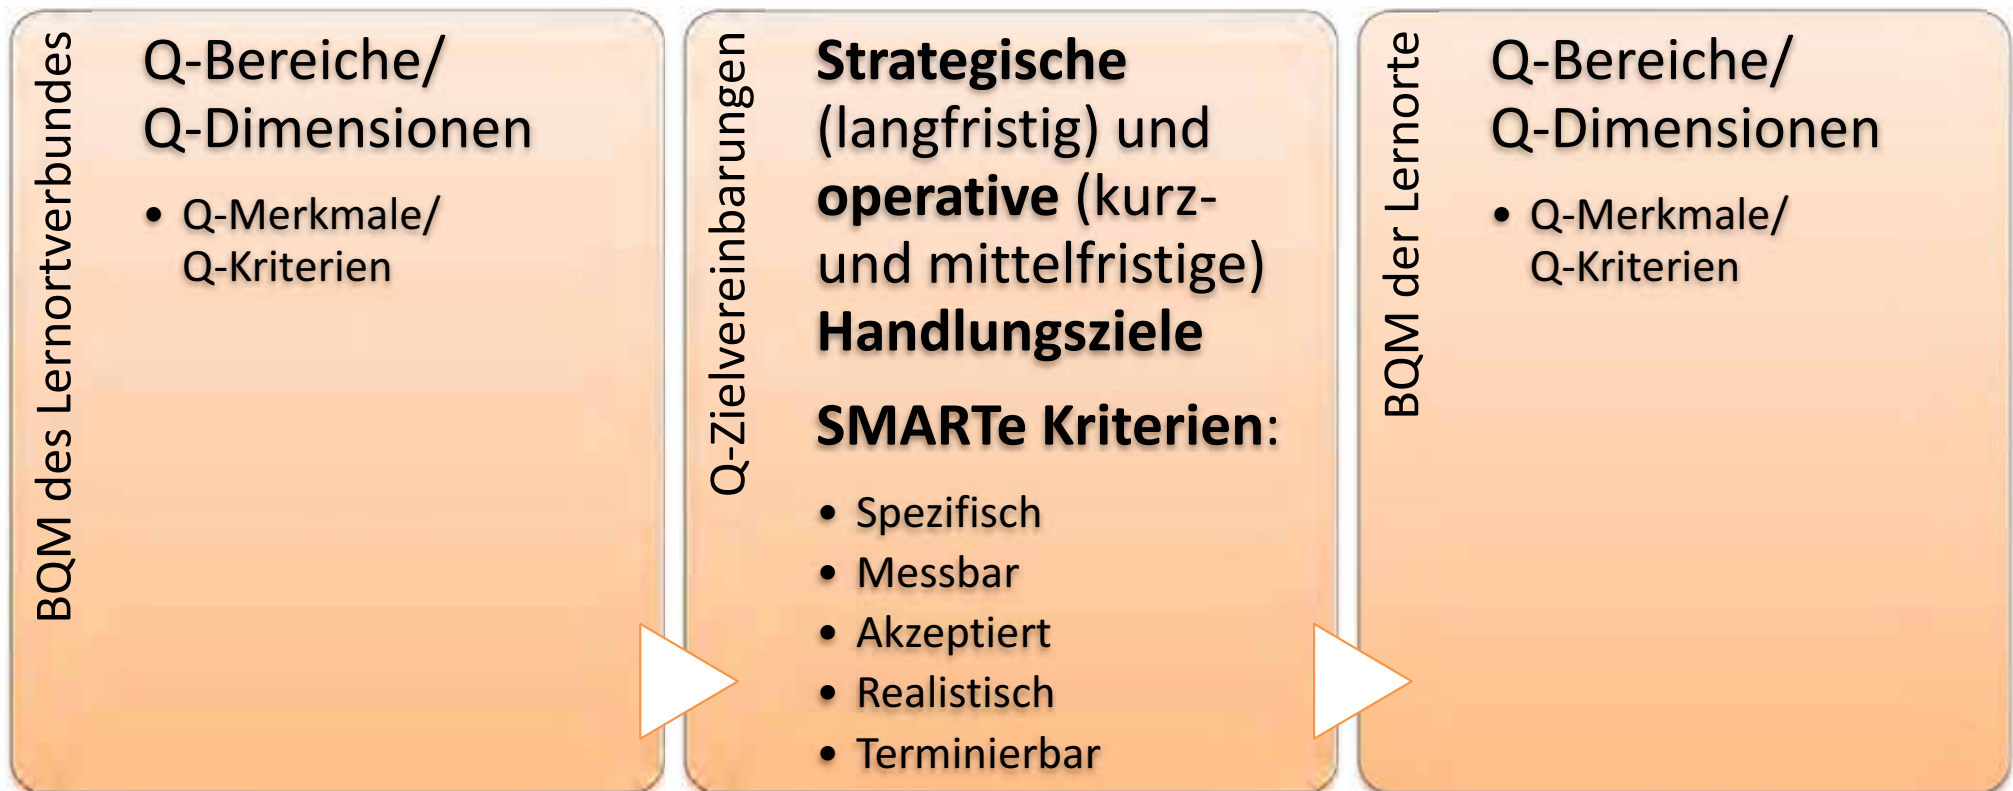 BQM des Lernortverbundes
Q-Bereiche/
Q-Dimensionen
• Q-Merkmale/
Q-Kriterien
Q-Zielvereinbarungen
Strategische
(langfristig) und
operative (kurz-
und mittelfristige)
Handlungsziele
SMARTe Kriterien:
• Spezifisch
• Messbar
• Akzeptiert
• Realistisch
• Terminierbar
BQM der Lernorte
Q-Bereiche/
Q-Dimensionen
• Q-Merkmale/
Q-Kriterien